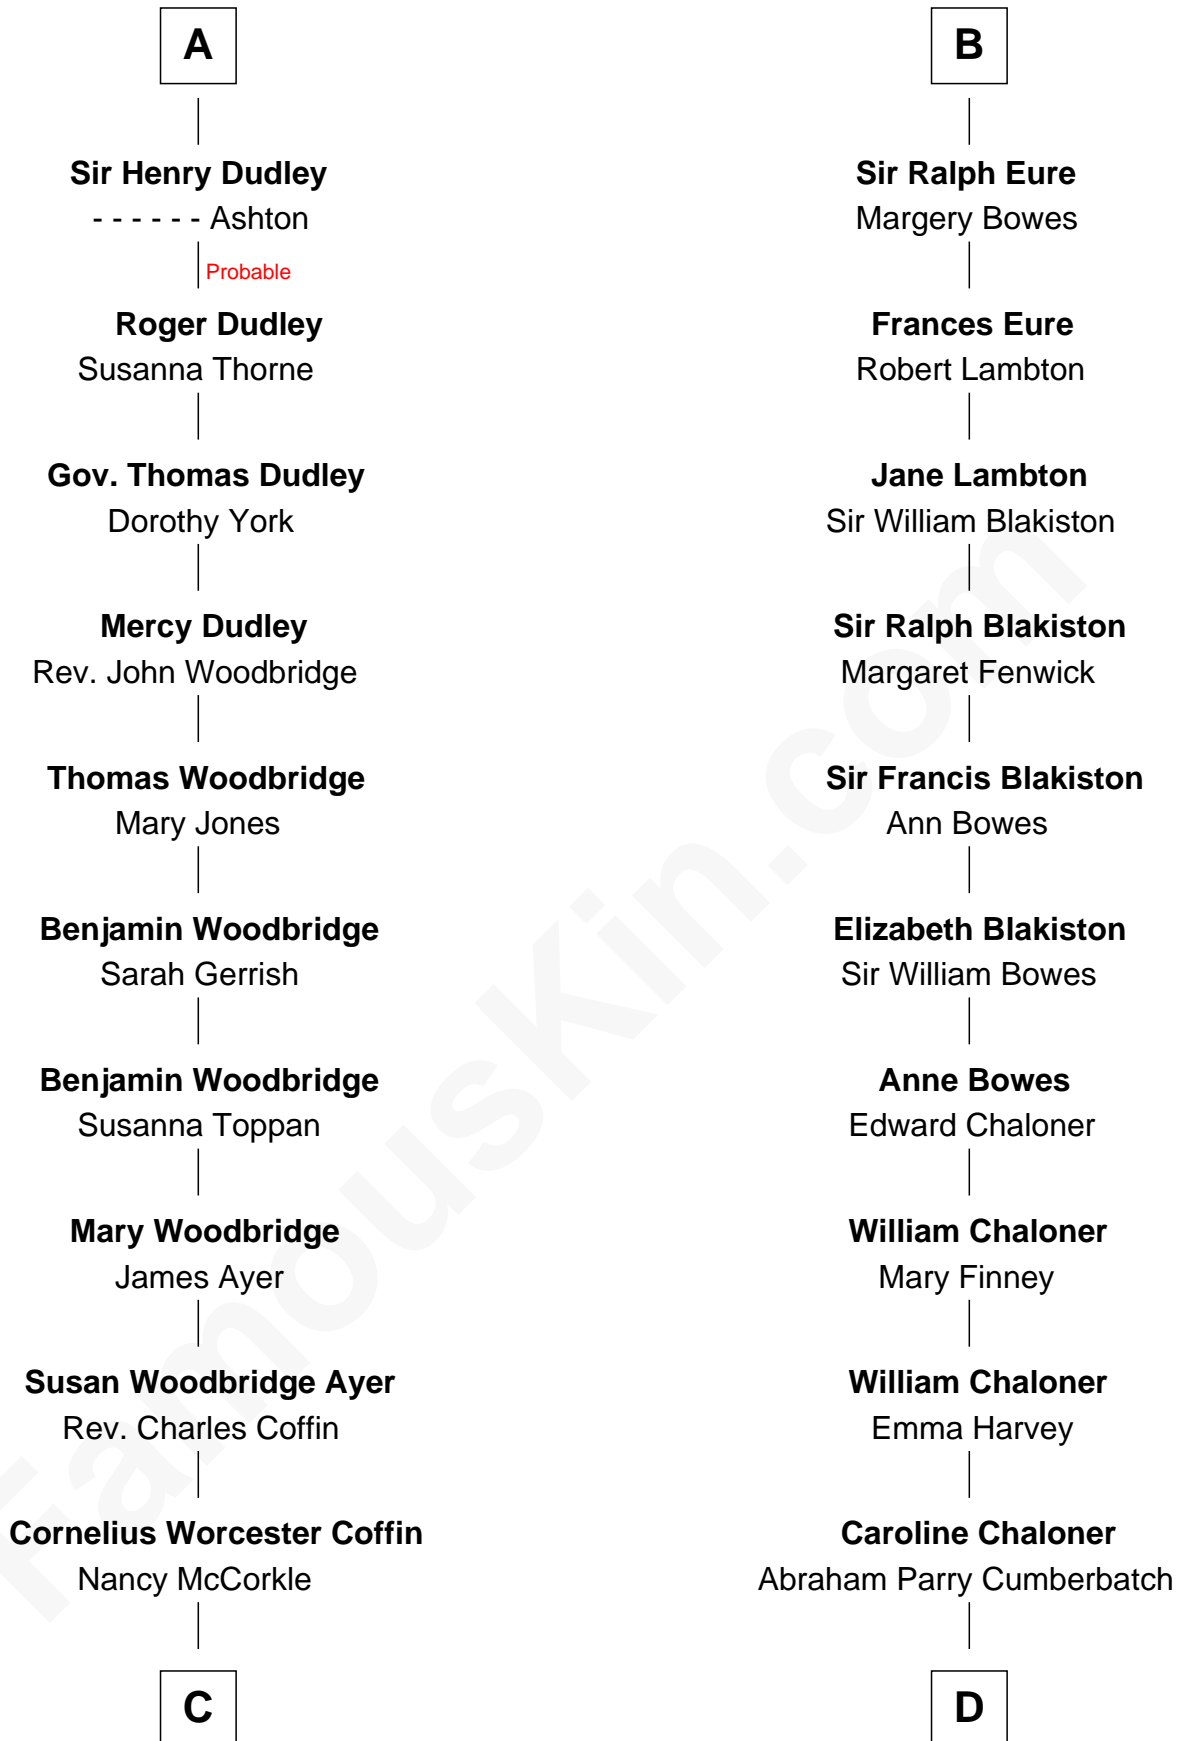 A
Sir Henry Dudley
- - - - - - Ashton
Probable
Roger Dudley
Susanna Thorne
Gov. Thomas Dudley
Dorothy York
Mercy Dudley
Rev. John Woodbridge
Thomas Woodbridge
Mary Jones
Benjamin Woodbridge
Sarah Gerrish
Benjamin Woodbridge
Susanna Toppan
Mary Woodbridge
James Ayer
Susan Woodbridge Ayer
Rev. Charles Coffin
Cornelius Worcester Coffin
Nancy McCorkle
C
B
Sir Ralph Eure
Margery Bowes
Frances Eure
Robert Lambton
Jane Lambton
Sir William Blakiston
Sir Ralph Blakiston
Margaret Fenwick
Sir Francis Blakiston
Ann Bowes
Elizabeth Blakiston
Sir William Bowes
Anne Bowes
Edward Chaloner
William Chaloner
Mary Finney
William Chaloner
Emma Harvey
Caroline Chaloner
Abraham Parry Cumberbatch
D
FamousKin.com